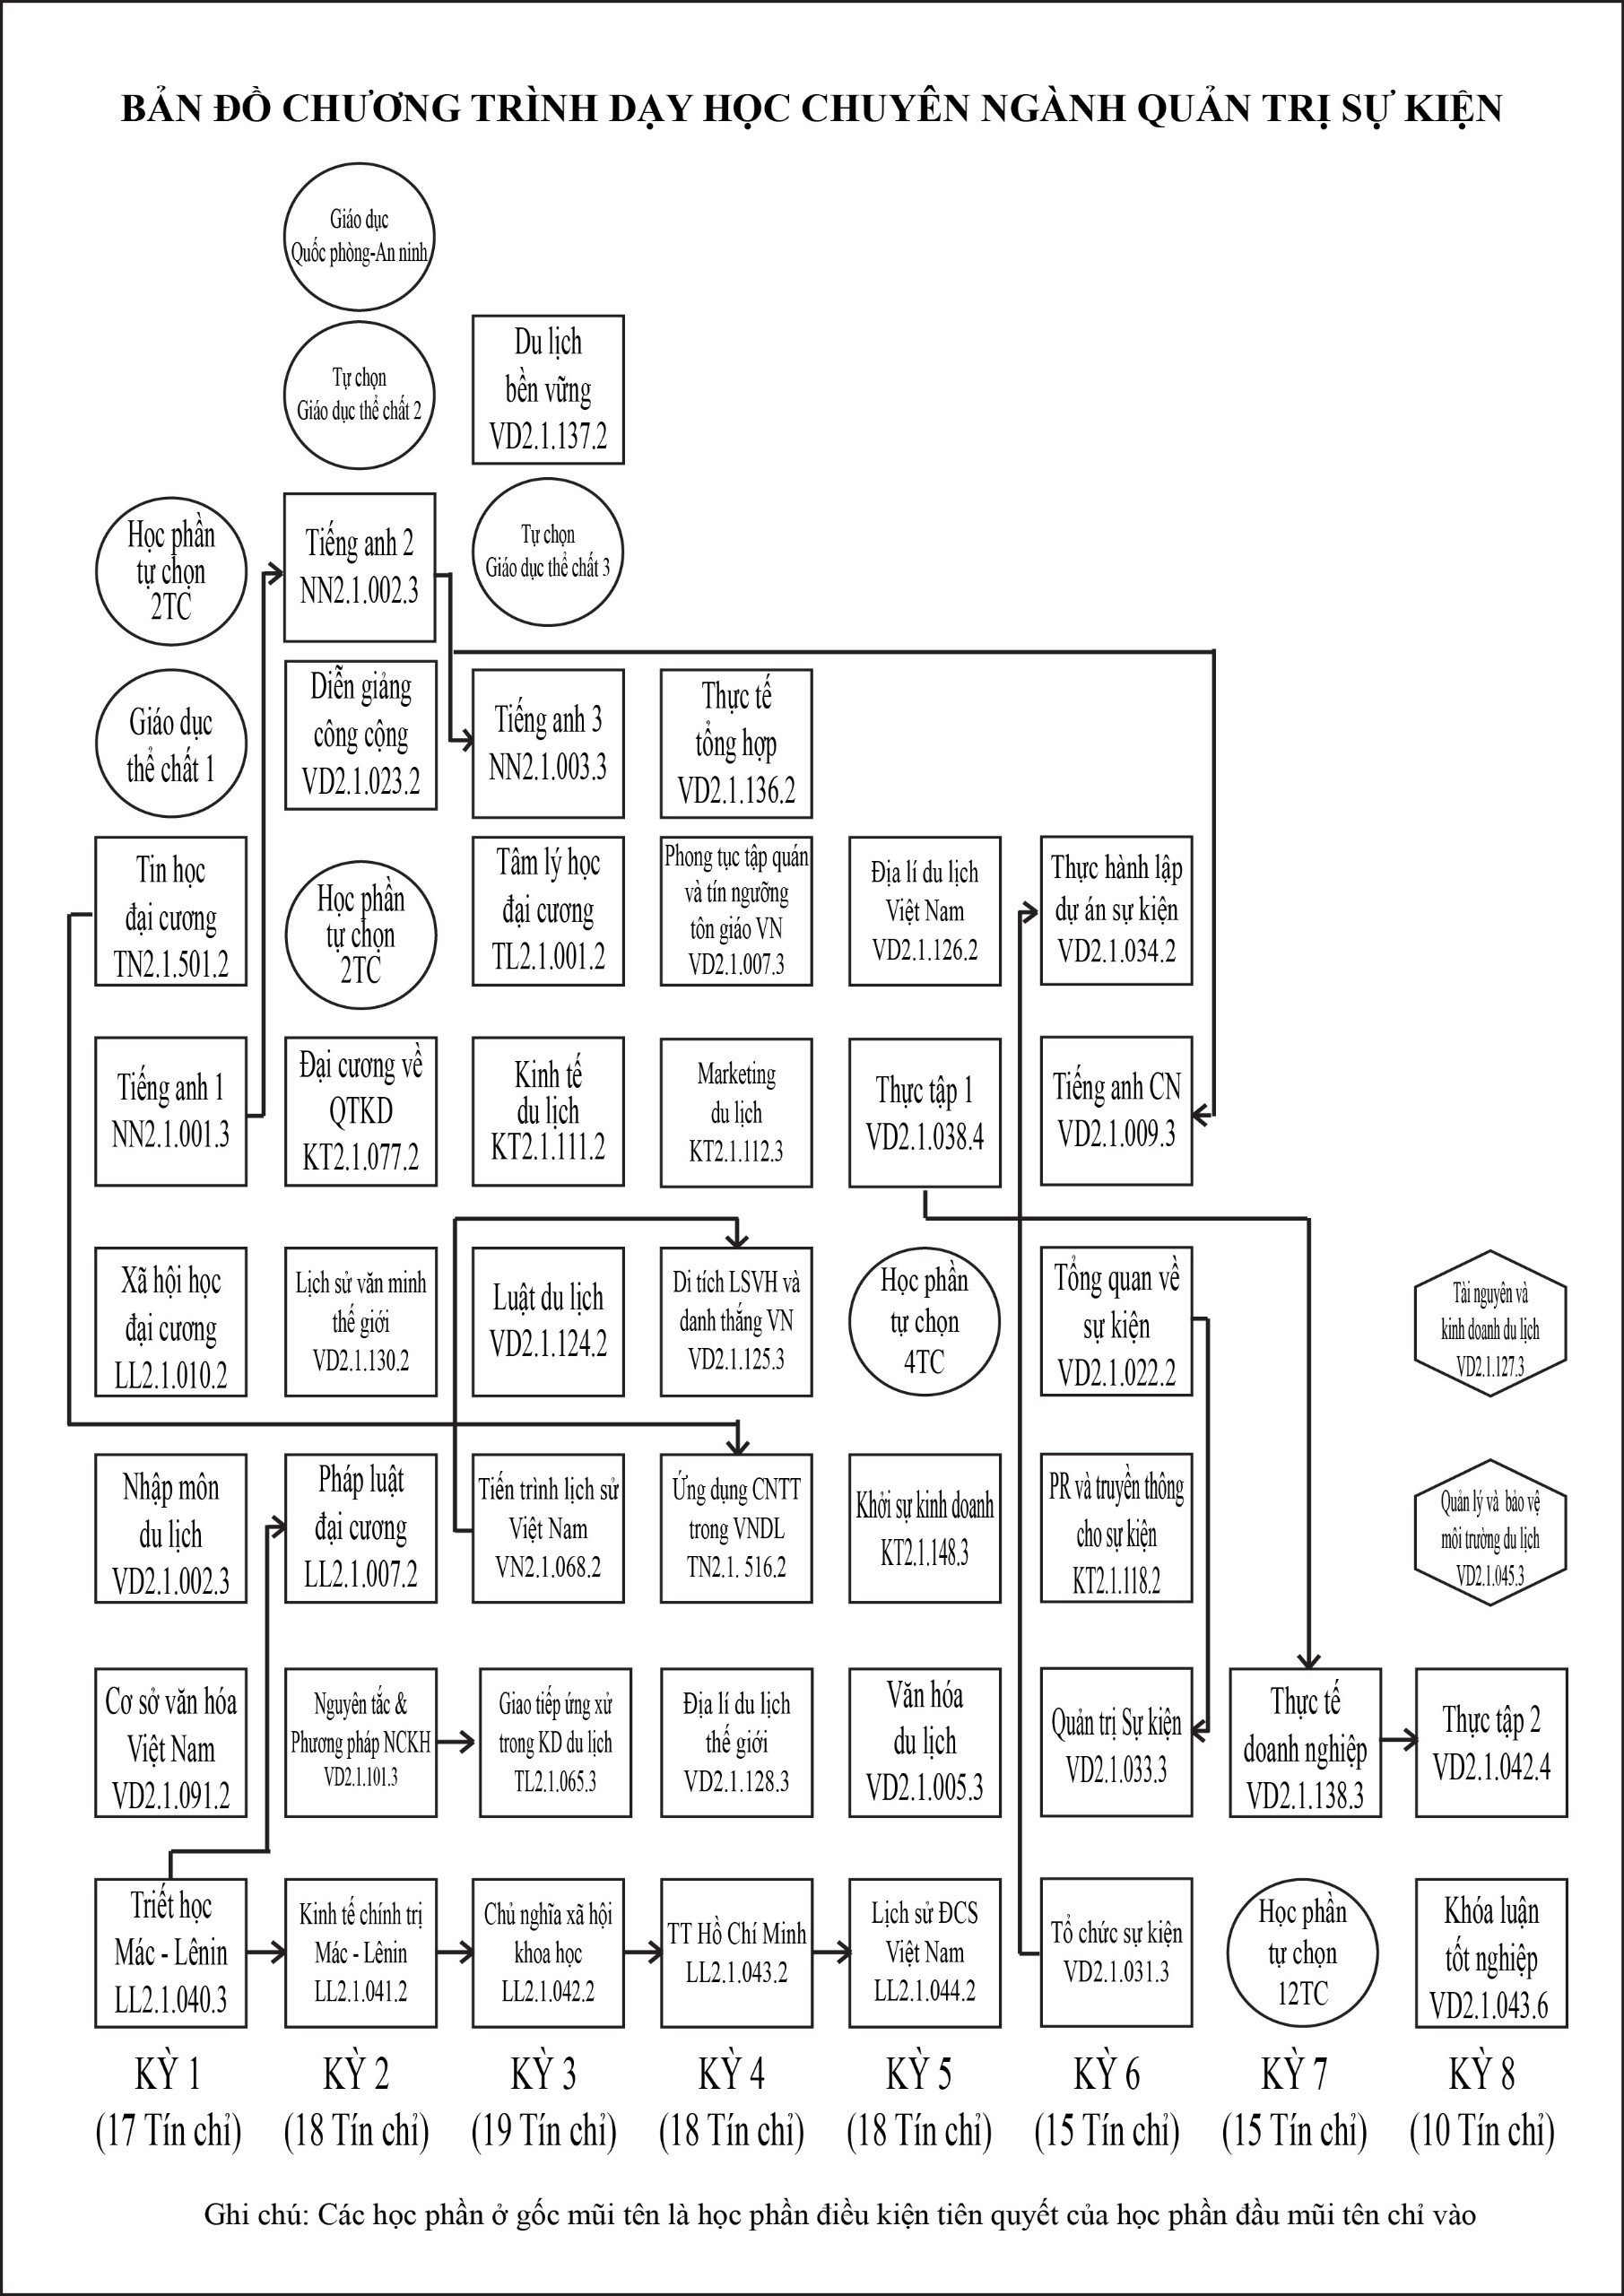 BẢN ĐỒ CHƯƠNG TRÌNH DẠY HỌC CHUYÊN NGÀNH QUẢN TRỊ SỰ KIỆN
Giáo dục
Quốc phòng-An ninh
Tự chọn
Giáo dục thể chất 2
Du lịch
bền vững
VD2.1.137.2
Học phần
tự chọn
2TC
Tiếng anh 2
NN2.1.002.3
Tự chọn
Giáo dục thể chất 3
Giáo dục
thể chất 1
Diễn giảng
công cộng
VD2.1.023.2
Tiếng anh 3
NN2.1.003.3
Thực tế
tổng hợp
VD2.1.136.2
Tin học
đại cương
TN2.1.501.2
Học phần
tự chọn
2TC
Tâm lý học
đại cương
TL2.1.001.2
Phong tục tập quán
và tín ngưỡng
tôn giáo VN
VD2.1.007.3
Địa lí du lịch
Việt Nam
VD2.1.126.2
Thực hành lập
dự án sự kiện
VD2.1.034.2
Tiếng anh 1
NN2.1.001.3
Đại cương về
QTKD
KT2.1.077.2
Kinh tế
du lịch
KT2.1.111.2
Marketing
du lịch
KT2.1.112.3
Thực tập 1
VD2.1.038.4
Tiếng anh CN
VD2.1.009.3
Xã hội học
đại cương
LL2.1.010.2
Lịch sử văn minh
thế giới
VD2.1.130.2
Luật du lịch
VD2.1.124.2
Di tích LSVH và
danh thắng VN
VD2.1.125.3
Học phần
tự chọn
4TC
Tổng quan về
sự kiện
VD2.1.022.2
Tài nguyên và
kinh doanh du lịch
VD2.1.127.3
Nhập môn
du lịch
VD2.1.002.3
Pháp luật
đại cương
LL2.1.007.2
Tiến trình lịch sử
Việt Nam
VN2.1.068.2
Ứng dụng CNTT
trong VNDL
TN2.1. 516.2
Khởi sự kinh doanh
KT2.1.148.3
PR và truyền thông
cho sự kiện
KT2.1.118.2
Quản lý và bảo vệ
môi trường du lịch
VD2.1.045.3
Cơ sở văn hóa
Việt Nam
VD2.1.091.2
Nguyên tắc &
Phương pháp NCKH
VD2.1.101.3
Giao tiếp ứng xử
trong KD du lịch
TL2.1.065.3
Địa lí du lịch
thế giới
VD2.1.128.3
Văn hóa
du lịch
VD2.1.005.3
Quản trị Sự kiện
VD2.1.033.3
Thực tế
doanh nghiệp
VD2.1.138.3
Thực tập 2
VD2.1.042.4
Triết học
Mác - Lênin
LL2.1.040.3
Kinh tế chính trị
Mác - Lênin
LL2.1.041.2
Chủ nghĩa xã hội
khoa học
LL2.1.042.2
TT Hồ Chí Minh
LL2.1.043.2
Lịch sử ĐCS
Việt Nam
LL2.1.044.2
Tổ chức sự kiện
VD2.1.031.3
Học phần
tự chọn
12TC
Khóa luận
tốt nghiệp
VD2.1.043.6
KỲ 1
(17 Tín chỉ)
KỲ 2
(18 Tín chỉ)
KỲ 3
(19 Tín chỉ)
KỲ 4
(18 Tín chỉ)
KỲ 5
(18 Tín chỉ)
KỲ 6
(15 Tín chỉ)
KỲ 7
(15 Tín chỉ)
KỲ 8
(10 Tín chỉ)
Ghi chú: Các học phần ở gốc mũi tên là học phần điều kiện tiên quyết của học phần đầu mũi tên chỉ vào